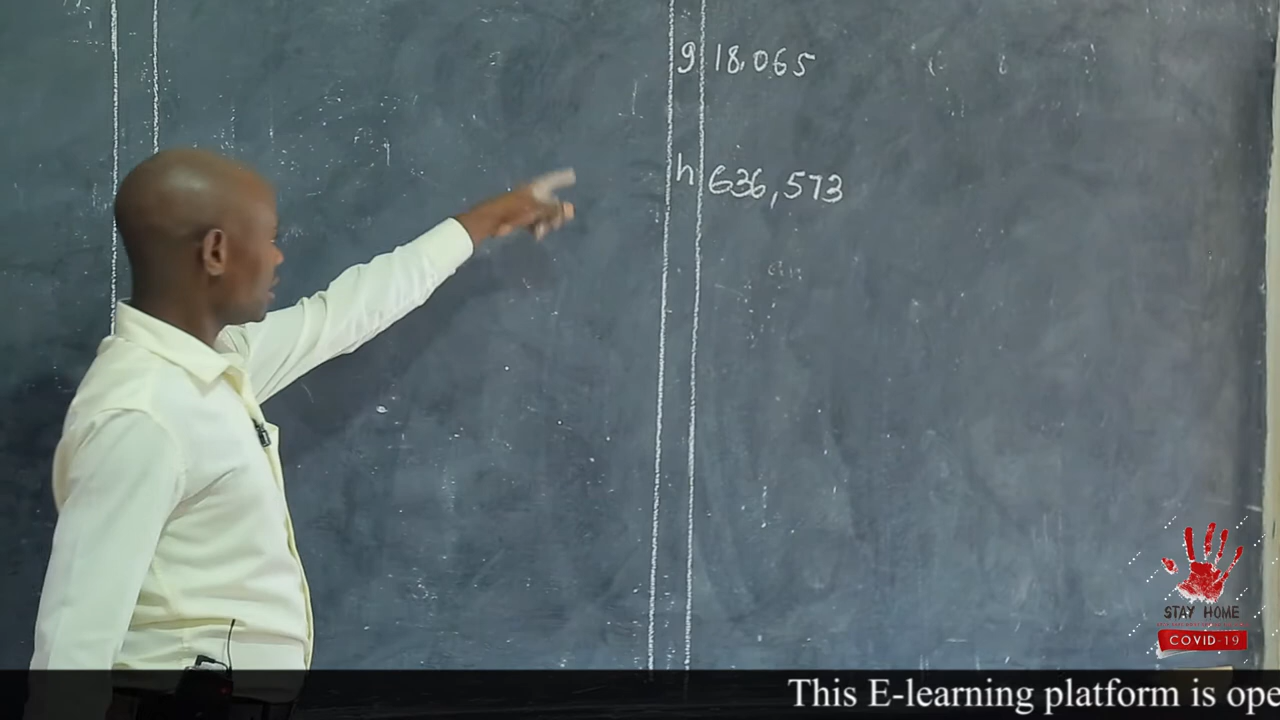 g 18.065
h 636,573
STAY HOME
COVID-19
This E-learning platform is ope